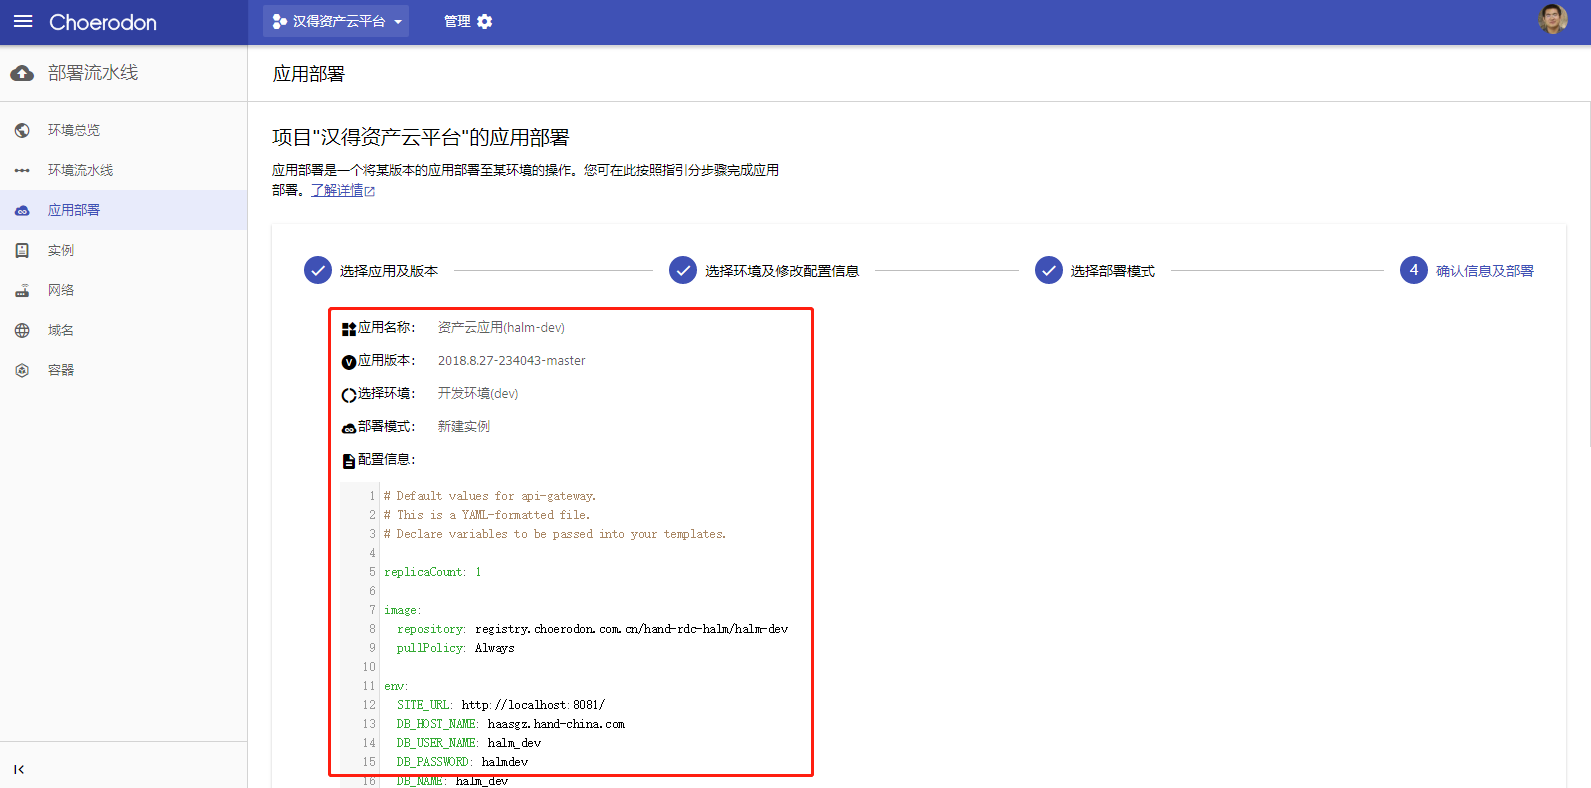 Choerodon
汉得资产云平台
管理
部署流水线
应用部署
环境总览
环境流水线
应用部署
实例
网络
域名
容器
项目"汉得资产云平台"的应用部署
应用部署是一个将某版本的应用部署至某环境的操作。您可在此按照指引分步骤完成应用
部署。了解详情
选择应用及版本
选择环境及修改配置信息
选择部署模式
4 确认信息及部署
应用名称： 资产云应用(halm-dev)
V 应用版本： 2018.8.27-234043-master
选择环境： 开发环境(dev)
部署模式： 新建实例
配置信息：
1 # Default values for api-gateway.
2 # This is a YAML-formatted file.
3 # Declare variables to be passed into your templates.
4
5 replicaCount: 1
6
7 image:
8 repository: registry.choerodon.com.cn/hand-rdc-halm/halm-dev
9 pullPolicy: Always
10
11 env:
12 SITE_URL: http://localhost:8081/
13 DB_HOST_NAME: haasgz.hand-china.com
14 DB_USER_NAME: halm_dev
15 DB_PASSWORD: halmdev
16 DB_NAME: halm_dev